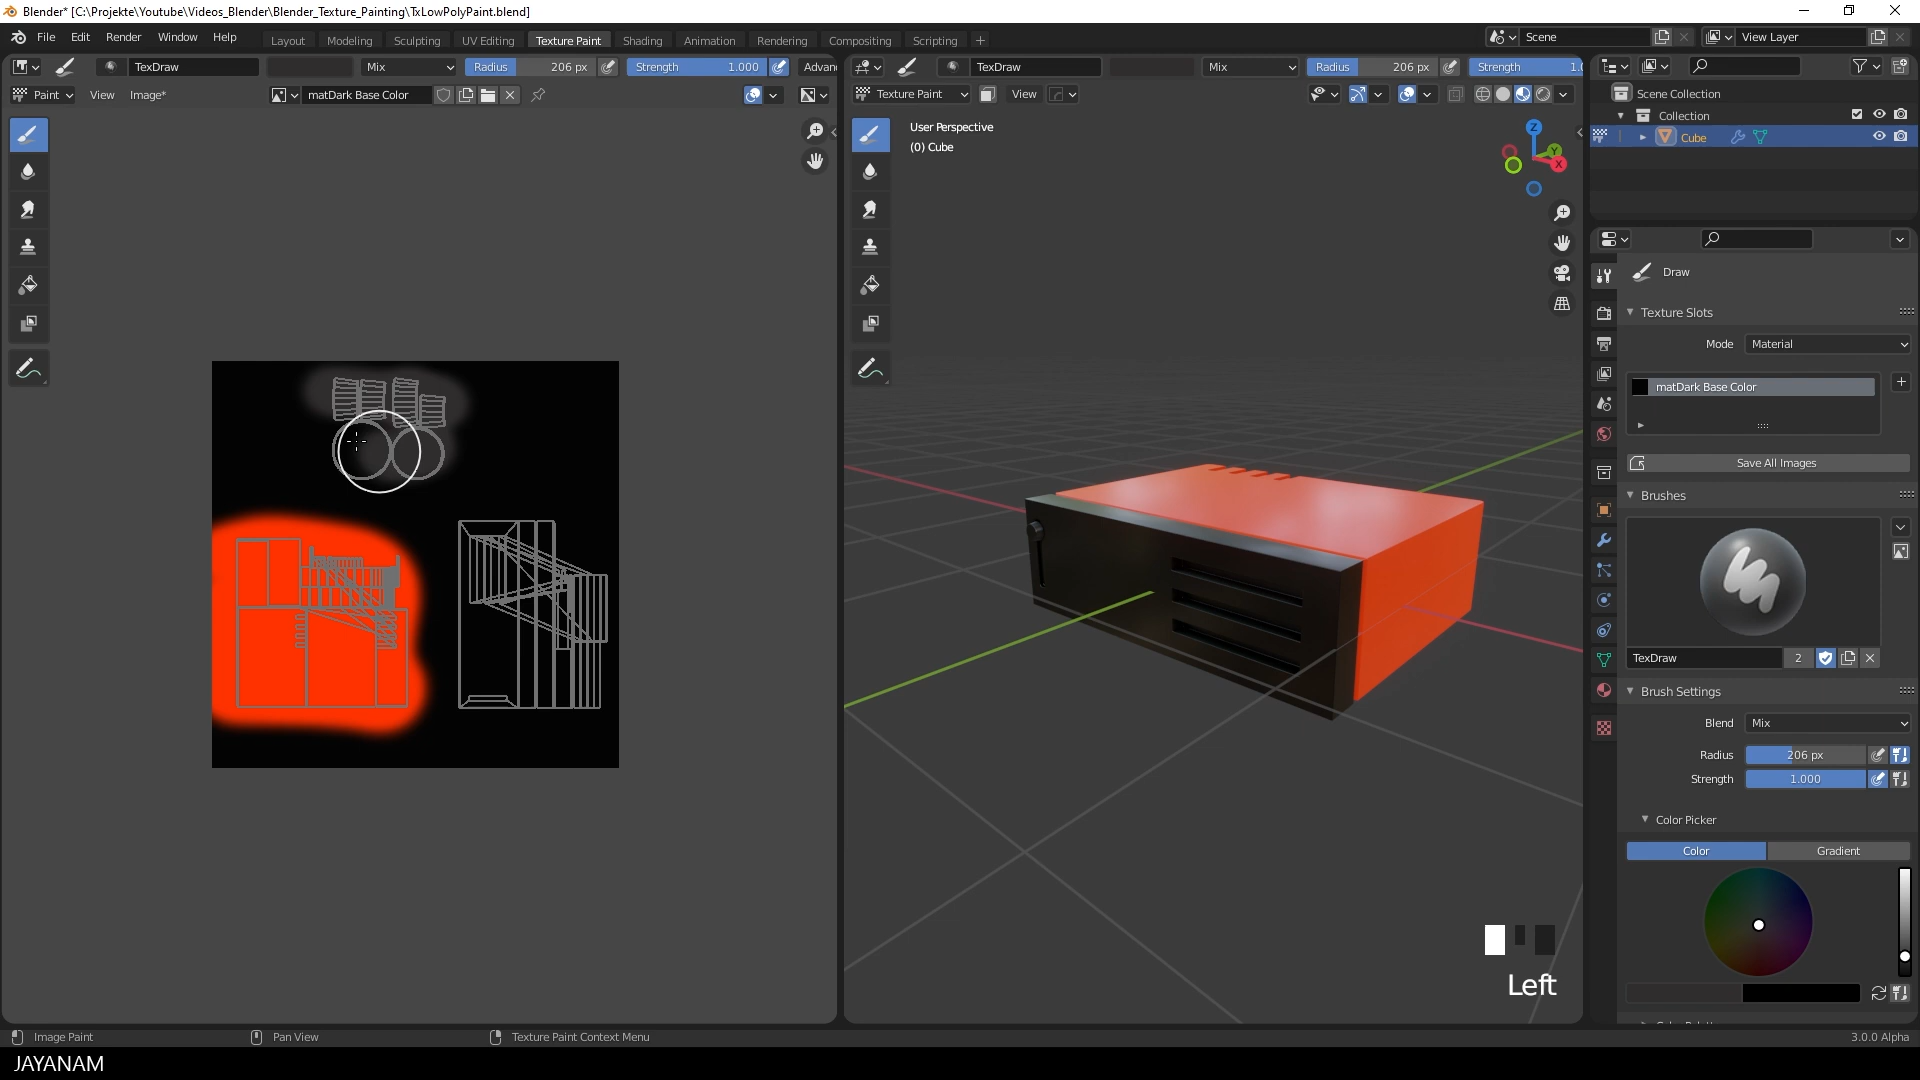 Blender* [C:\Projekte\Youtube\Videos_Blender\Blender_Texture_Painting\TxLowPolyPaint.blend]
File Edit Render Window Help Layout Modeling Sculpting UV Editing Texture Paint Shading Animation Rendering Compositing Scripting + Scene View Layer
TexDraw Mix Radius 206 px Strength 1.000 Advan TexDraw Mix Radius 206 px Strength 1.0
Paint View Image* matDark Base Color Texture Paint View Scene Collection
Collection
Cube
User Perspective
(0) Cube
Z
Y
X
Draw
Texture Slots
Mode Material
matDark Base Color
Save All Images
Brushes
TexDraw 2
Brush Settings
Blend Mix
Radius 206 px
Strength 1.000
Color Picker
Color Gradient
Left
Image Paint Pan View Texture Paint Context Menu 3.0.0 Alpha
JAYANAM